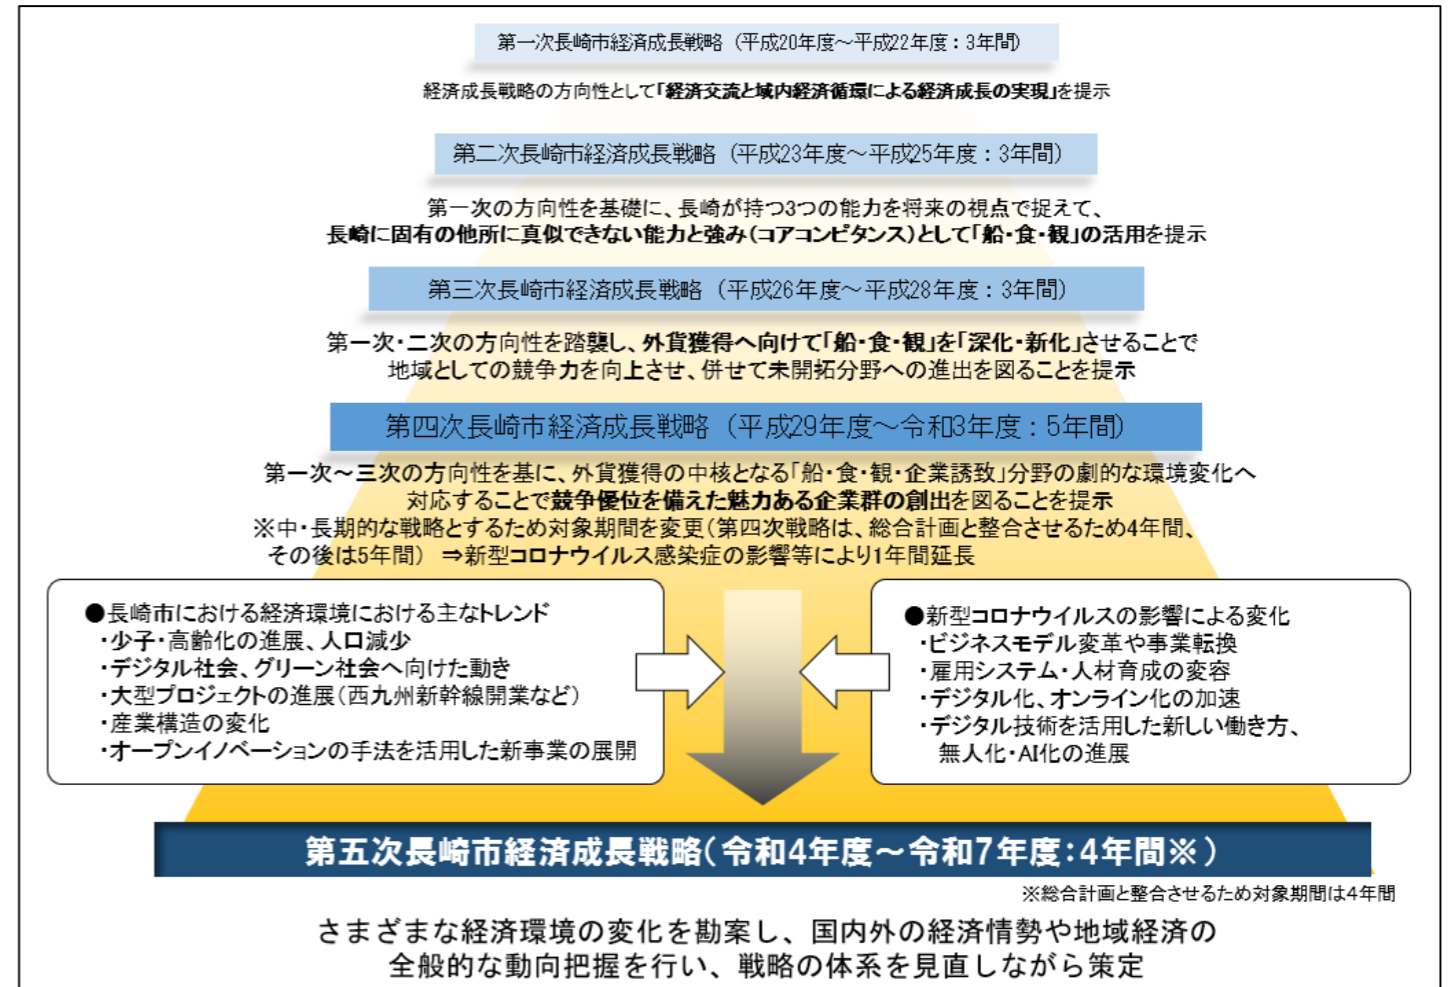 第一次長崎市経済成長戦略（平成20年度～平成22年度：3年間）
経済成長戦略の方向性として「経済交流と域内経済循環による経済成長の実現」を提示
第二次長崎市経済成長戦略（平成23年度～平成25年度：3年間）
第一次の方向性を基礎に、長崎が持つ3つの能力を将来の視点で捉えて、
長崎に固有の他所に真似できない能力と強み（コアコンピタンス）として「船・食・観」の活用を提示
第三次長崎市経済成長戦略（平成26年度～平成28年度：3年間）
第一次・二次の方向性を踏襲し、外貨獲得へ向けて「船・食・観」を「深化・新化」させることで
地域としての競争力を向上させ、併せて未開拓分野への進出を図ることを提示
第四次長崎市経済成長戦略（平成29年度～令和3年度：5年間）
第一次～三次の方向性を基に、外貨獲得の中核となる「船・食・観・企業誘致」分野の劇的な環境変化へ
対応することで競争優位を備えた魅力ある企業群の創出を図ることを提示
※中・長期的な戦略とするため対象期間を変更（第四次戦略は、総合計画と整合させるため4年間、
その後は5年間） ⇒新型コロナウイルス感染症の影響等により1年間延長
●長崎市における経済環境における主なトレンド
・少子・高齢化の進展、人口減少
・デジタル社会、グリーン社会へ向けた動き
・大型プロジェクトの進展（西九州新幹線開業など）
・産業構造の変化
・オープンイノベーションの手法を活用した新事業の展開
●新型コロナウイルスの影響による変化
・ビジネスモデル変革や事業転換
・雇用システム・人材育成の変容
・デジタル化、オンライン化の加速
・デジタル技術を活用した新しい働き方、
無人化・AI化の進展
第五次長崎市経済成長戦略（令和4年度～令和7年度：4年間※）
※総合計画と整合させるため対象期間は4年間
さまざまな経済環境の変化を勘案し、国内外の経済情勢や地域経済の
全般的な動向把握を行い、戦略の体系を見直しながら策定